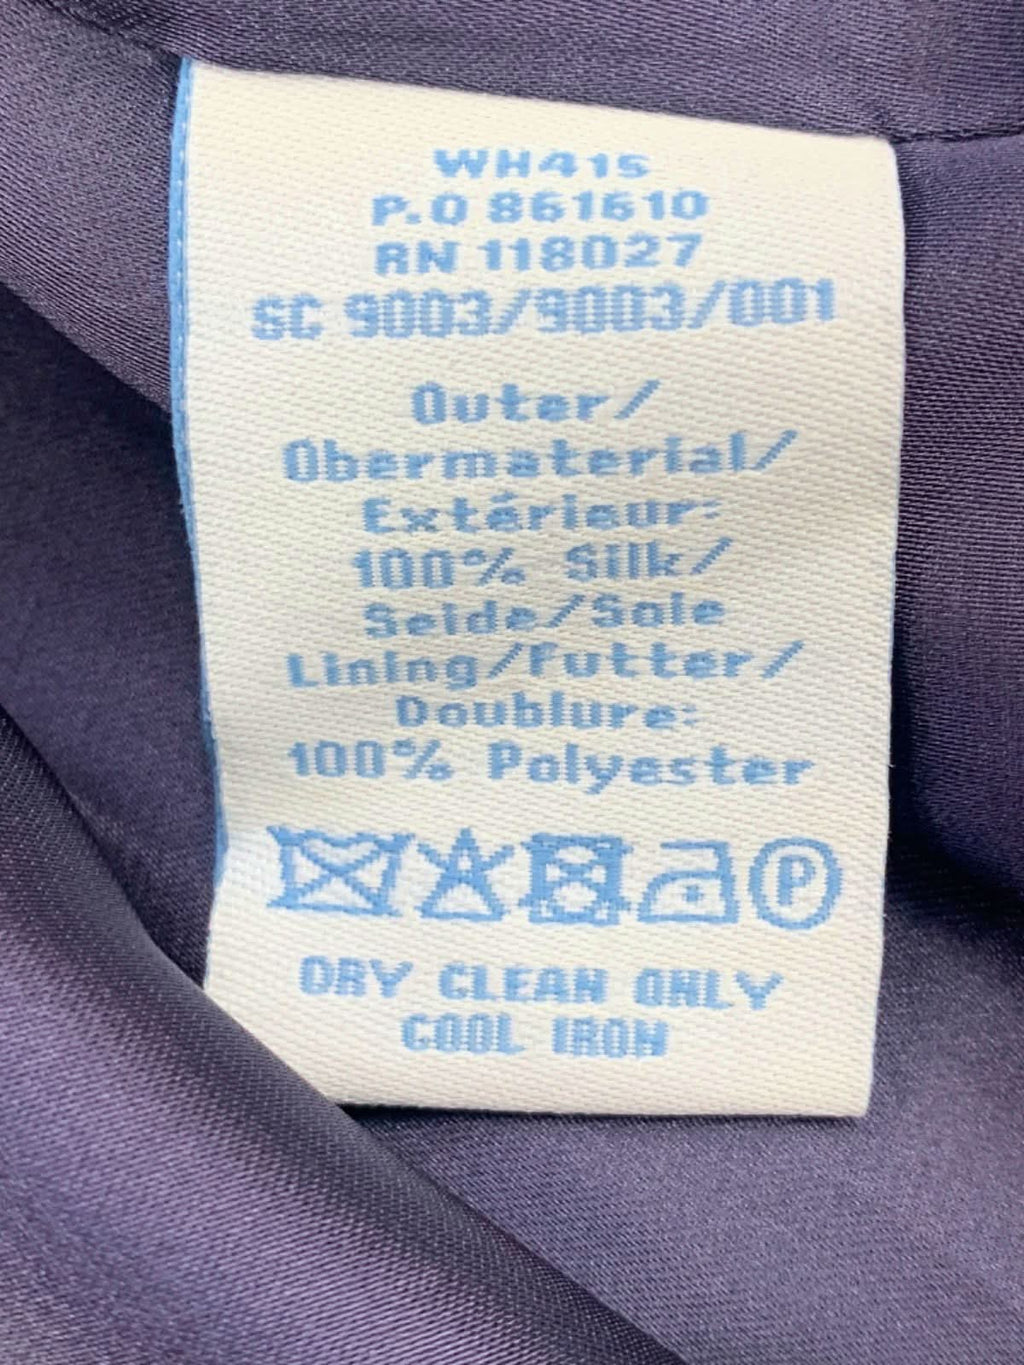 WH415
P.O 861610
RN 118027
SC 9003/9003/001
Outer/
Obermaterial/
Extérieur:
100% Silk/
Seide/Soie
Lining/Futter/
Doublure:
100% Polyester
P
DRY CLEAN ONLY
COOL IRON